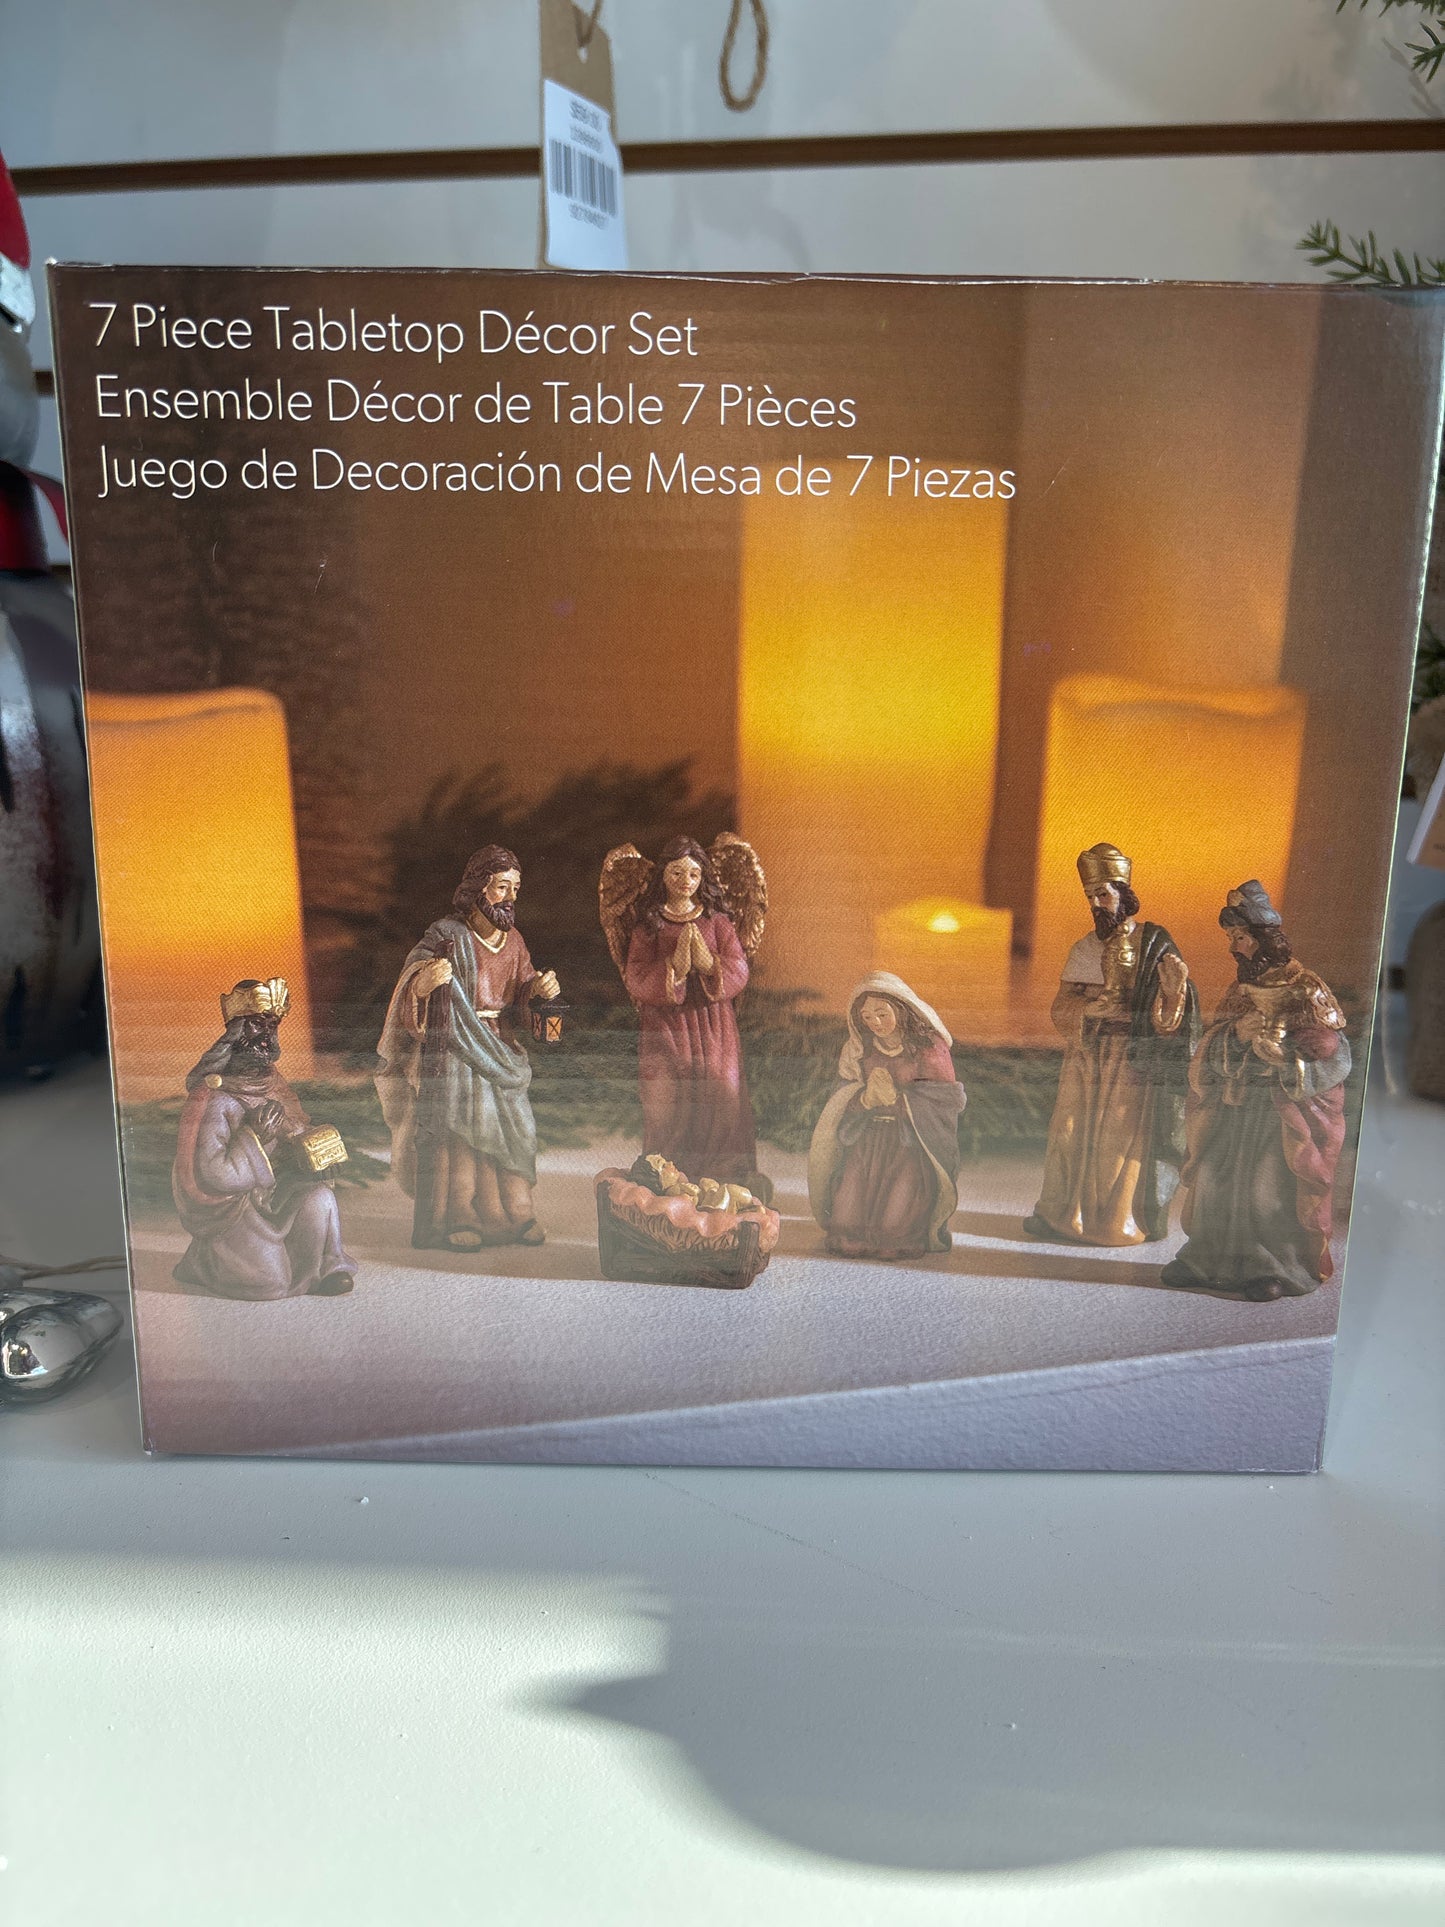 7 Piece Tabletop Décor Set
Ensemble Décor de Table 7 Pièces
Juego de Decoración de Mesa de 7 Piezas